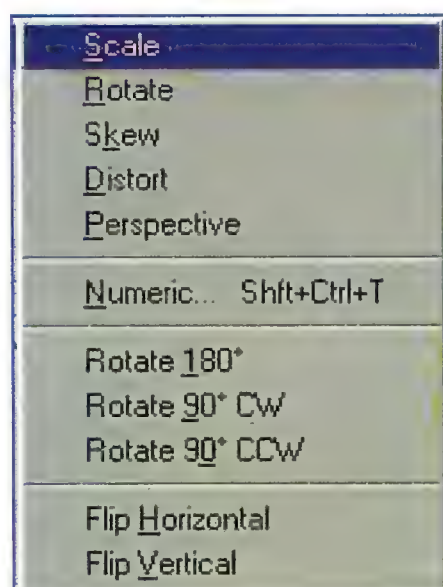 Scale
Rotate
Skew
Distort
Perspective
Numeric... Shft+Ctrl+T
Rotate 180°
Rotate 90° CW
Rotate 90° CCW
Flip Horizontal
Flip Vertical